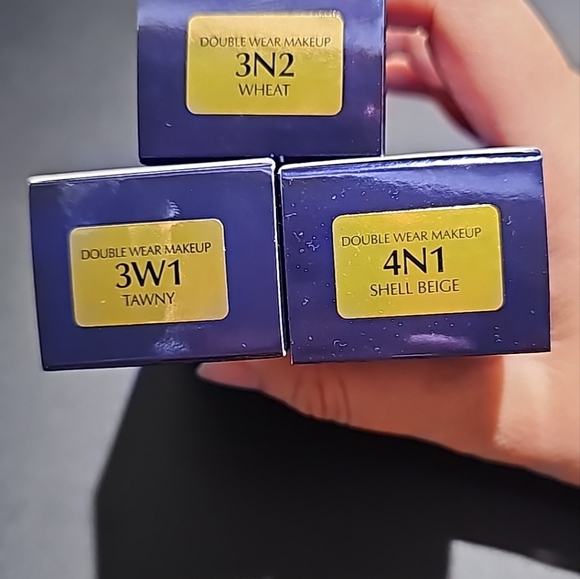 DOUBLE WEAR MAKEUP
3N2
WHEAT
DOUBLE WEAR MAKEUP
3W1
TAWNY
DOUBLE WEAR MAKEUP
4N1
SHELL BEIGE